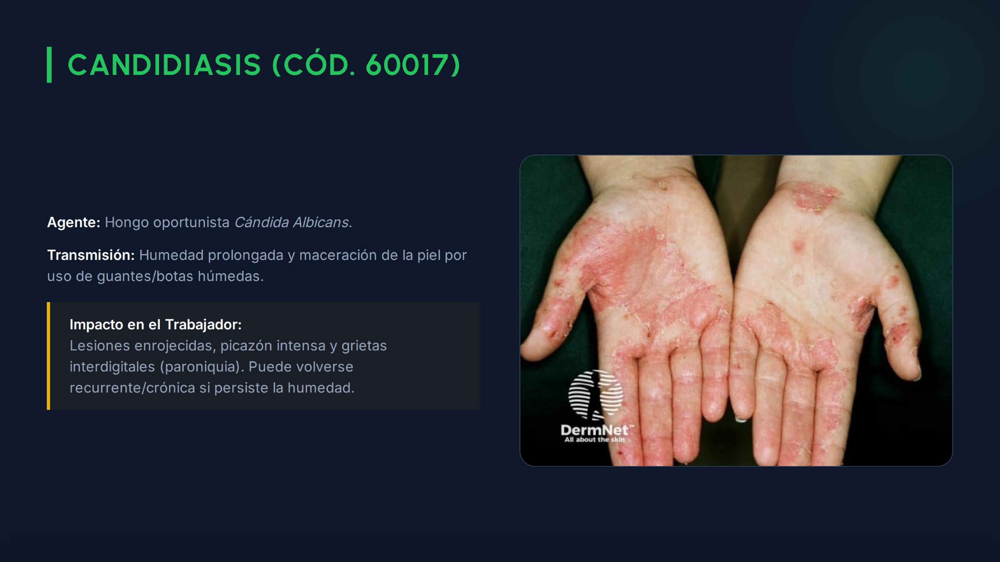 CANDIDIASIS (CÓD. 60017)
Agente: Hongo oportunista Cándida Albicans.
Transmisión: Humedad prolongada y maceración de la piel por
uso de guantes/botas húmedas.
Impacto en el Trabajador:
Lesiones enrojecidas, picazón intensa y grietas
interdigitales (paroniquia). Puede volverse
recurrente/crónica si persiste la humedad.
DermNet™
All about the skin